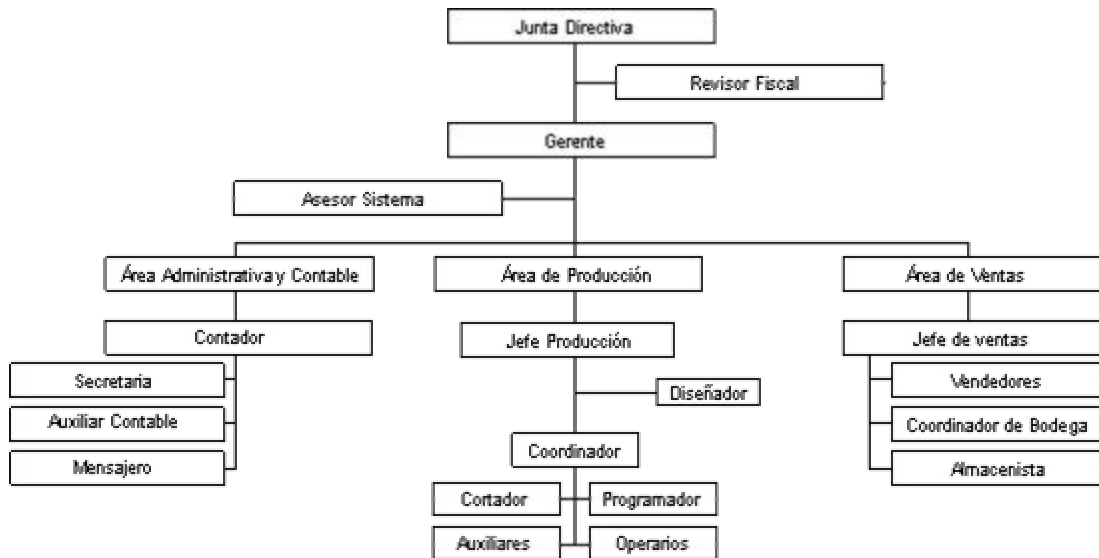 Junta Directiva
Revisor Fiscal
Gerente
Asesor Sistema
Área Administrativa y Contable
Área de Producción
Área de Ventas
Contador
Jefe Producción
Jefe de ventas
Secretaria
Diseñador
Vendedores
Auxiliar Contable
Coordinador
Coordinador de Bodega
Mensajero
Almacenista
Cortador
Programador
Auxiliares
Operarios